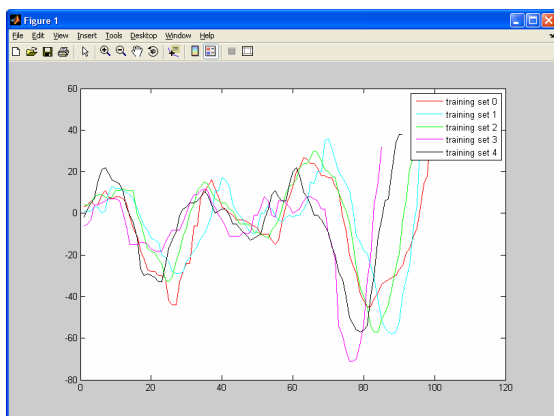 Figure 1
File Edit View Insert Tools Desktop Window Help
60
40
20
0
-20
-40
-60
-80
0 20 40 60 80 100 120
training set 0
training set 1
training set 2
training set 3
training set 4